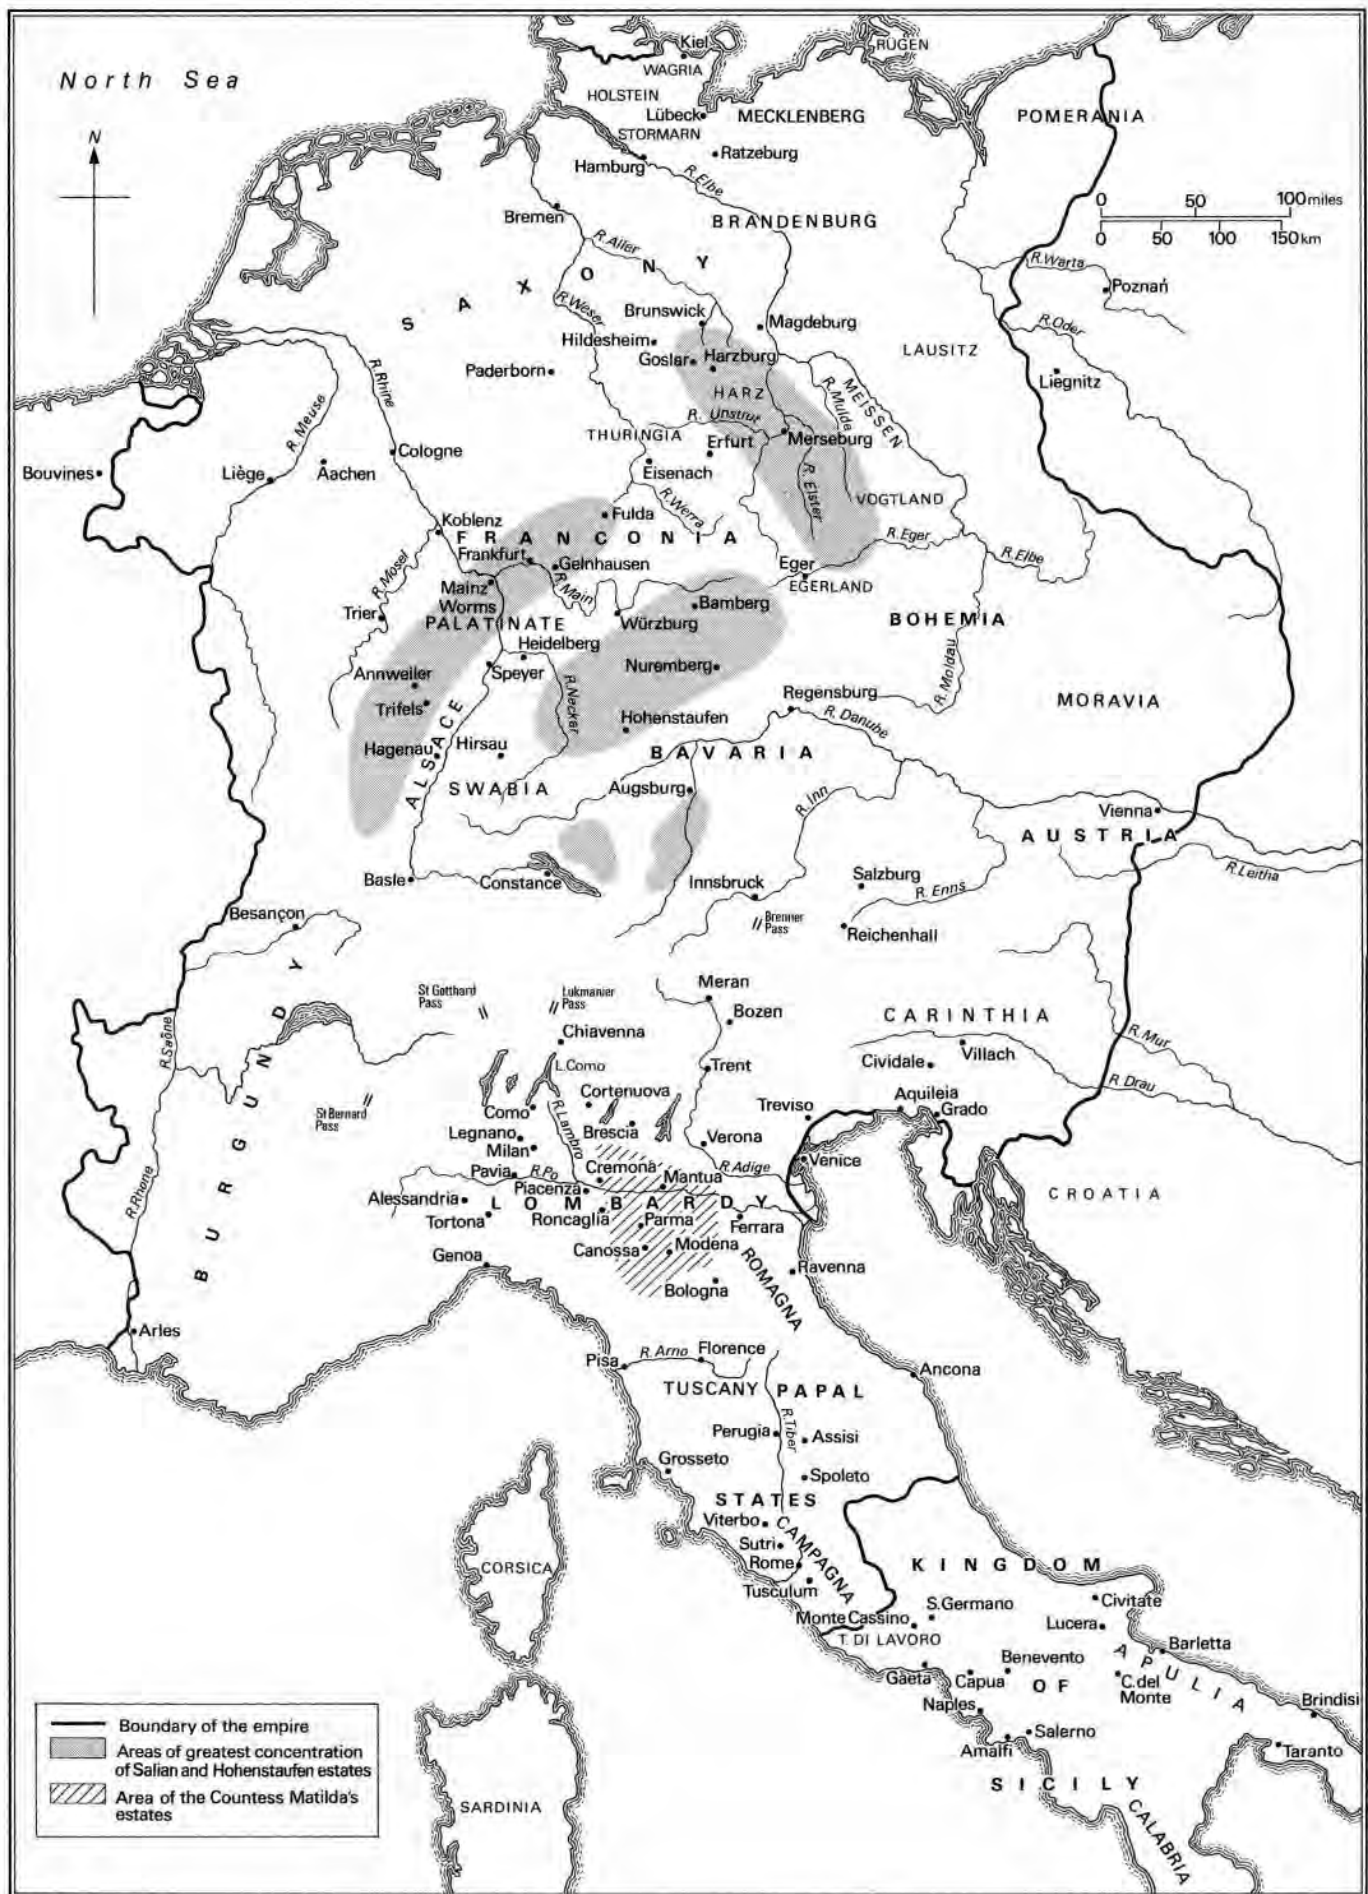 North Sea
N
Kiel
WAGRIA
RÜGEN
HOLSTEIN
Lübeck
MECKLENBERG
POMERANIA
STORMARN
Hamburg
Ratzeburg
R.Elbe
Bremen
BRANDENBURG
0 50 100 miles
0 50 100 150 km
R.Aller
SAXONY
R.Warta
Poznań
R.Weser
Brunswick
Magdeburg
R.Oder
Hildesheim
Goslar
Harzburg
LAUSITZ
Paderborn
HARZ
R.Mulde
MEISSEN
Liegnitz
R.Rhine
R.Meuse
R. Unstrut
THURINGIA
Erfurt
Merseburg
Cologne
Bouvines
Liège
Aachen
Eisenach
R. Elster
VOGTLAND
R.Werra
Koblenz
Fulda
FRANCONIA
R.Eger
R.Elbe
Frankfurt
Gelnhausen
Eger
EGERLAND
R.Mosel
Mainz
R.Main
Worms
Bamberg
Trier
PALATINATE
Würzburg
BOHEMIA
Heidelberg
Annweiler
Speyer
Nuremberg
R.Moldau
R.Neckar
Trifels
Regensburg
MORAVIA
Hohenstaufen
R. Danube
ALSACE
Hagenau
Hirsau
BAVARIA
SWABIA
Augsburg
R.Inn
Vienna
AUSTRIA
Basle
Constance
Innsbruck
Salzburg
R.Leitha
R.Enns
Besançon
Brenner
Pass
Reichenhall
St Gotthard
Pass
Lukmanier
Pass
Meran
Bozen
CARINTHIA
Chiavenna
R.Saône
R.Mur
Villach
L.Como
Trent
Cividale
R.Drau
BURGUNDY
Cortenuova
St Bernard
Pass
Como
R.Lambro
Treviso
Aquileia
Grado
Legnano
Brescia
Milan
Verona
Venice
Pavia
R.Po
Cremona
R.Adige
R.Rhone
Piacenza
Mantua
CROATIA
Alessandria
LOMBARDY
Tortona
Roncaglia
Parma
Ferrara
Genoa
Canossa
Modena
ROMAGNA
Ravenna
Bologna
Arles
Pisa
R.Arno
Florence
Ancona
TUSCANY
PAPAL
R.Tiber
Perugia
Assisi
Grosseto
Spoleto
STATES
Viterbo
CAMPAGNA
Sutri
Rome
KINGDOM
CORSICA
Tusculum
Civitate
S.Germano
Monte Cassino
Lucera
T. DI LAVORO
Barletta
Benevento
APULIA
Gaeta
Capua
OF
C.del
Monte
Naples
Brindisi
Salerno
Amalfi
Taranto
SICILY
CALABRIA
SARDINIA
Boundary of the empire
Areas of greatest concentration
of Salian and Hohenstaufen estates
Area of the Countess Matilda's
estates